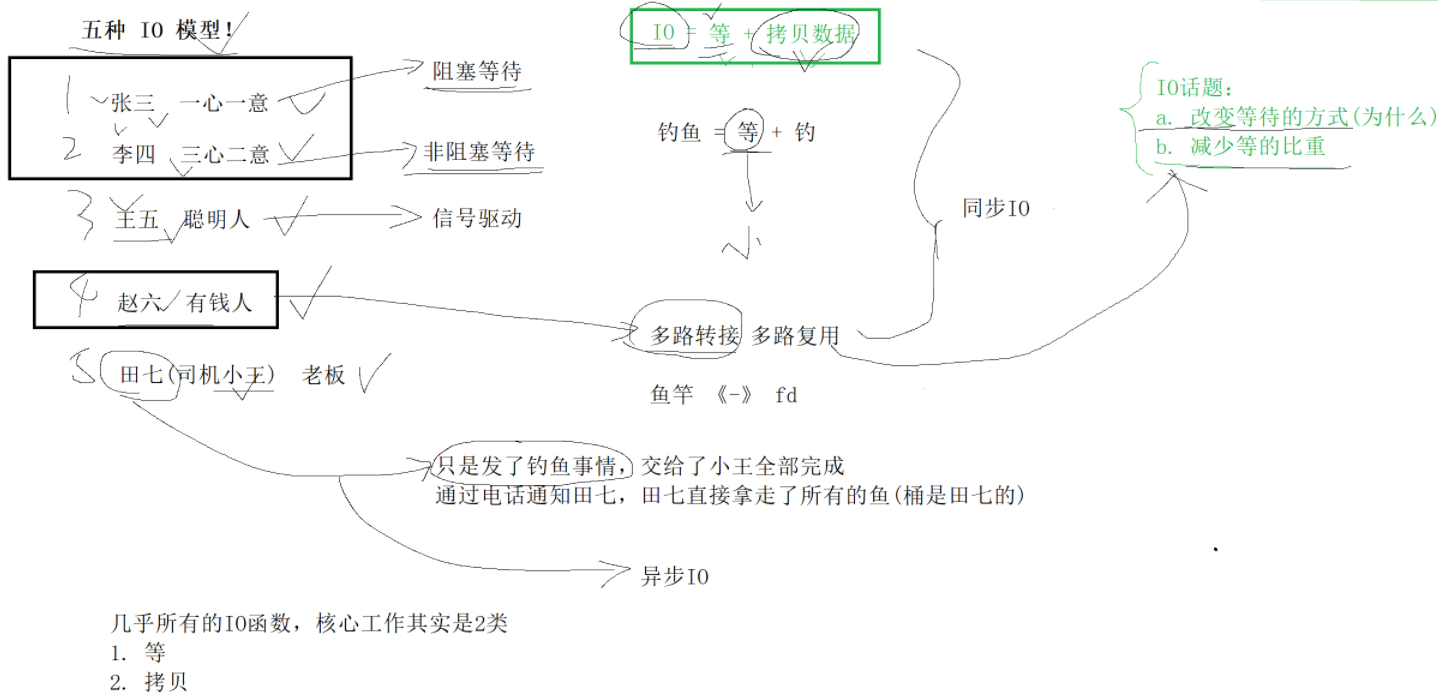 五种 IO 模型!
IO = 等 + 拷贝数据
1 张三 一心一意
阻塞等待
2 李四 三心二意
非阻塞等待
钓鱼 = 等 + 钓
小
IO话题:
a. 改变等待的方式(为什么)
b. 减少等的比重
3 王五 聪明人
信号驱动
同步IO
4 赵六 有钱人
多路转接 多路复用
5 田七(司机小王) 老板
鱼竿 《-》 fd
只是发了钓鱼事情，交给了小王全部完成
通过电话通知田七，田七直接拿走了所有的鱼(桶是田七的)
异步IO
几乎所有的IO函数，核心工作其实是2类
1. 等
2. 拷贝